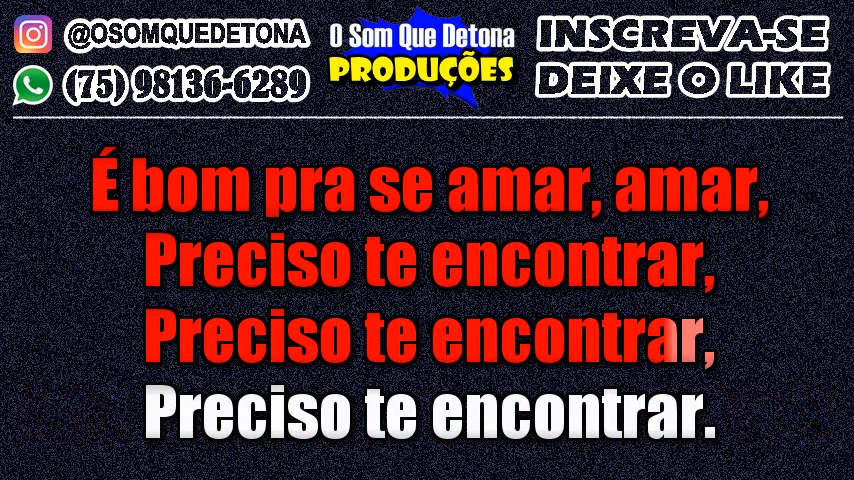 @OSOMQUEDETONA
(75) 98136-6289
O Som Que Detona
PRODUÇÕES
INSCREVA-SE
DEIXE O LIKE
É bom pra se amar, amar,
Preciso te encontrar,
Preciso te encontrar,
Preciso te encontrar.